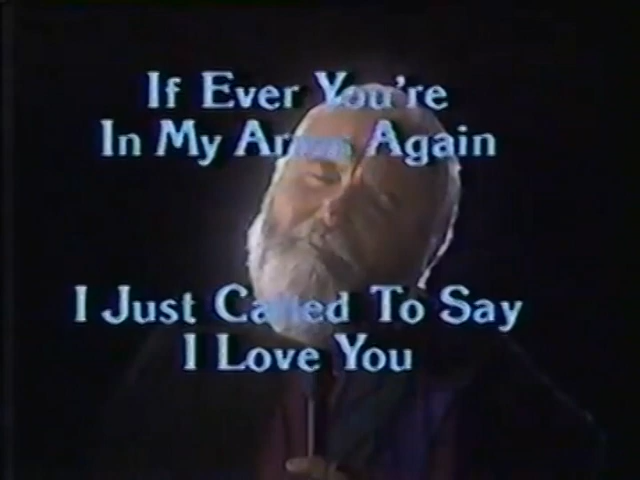 If Ever You're
In My Arms Again
I Just Called To Say
I Love You